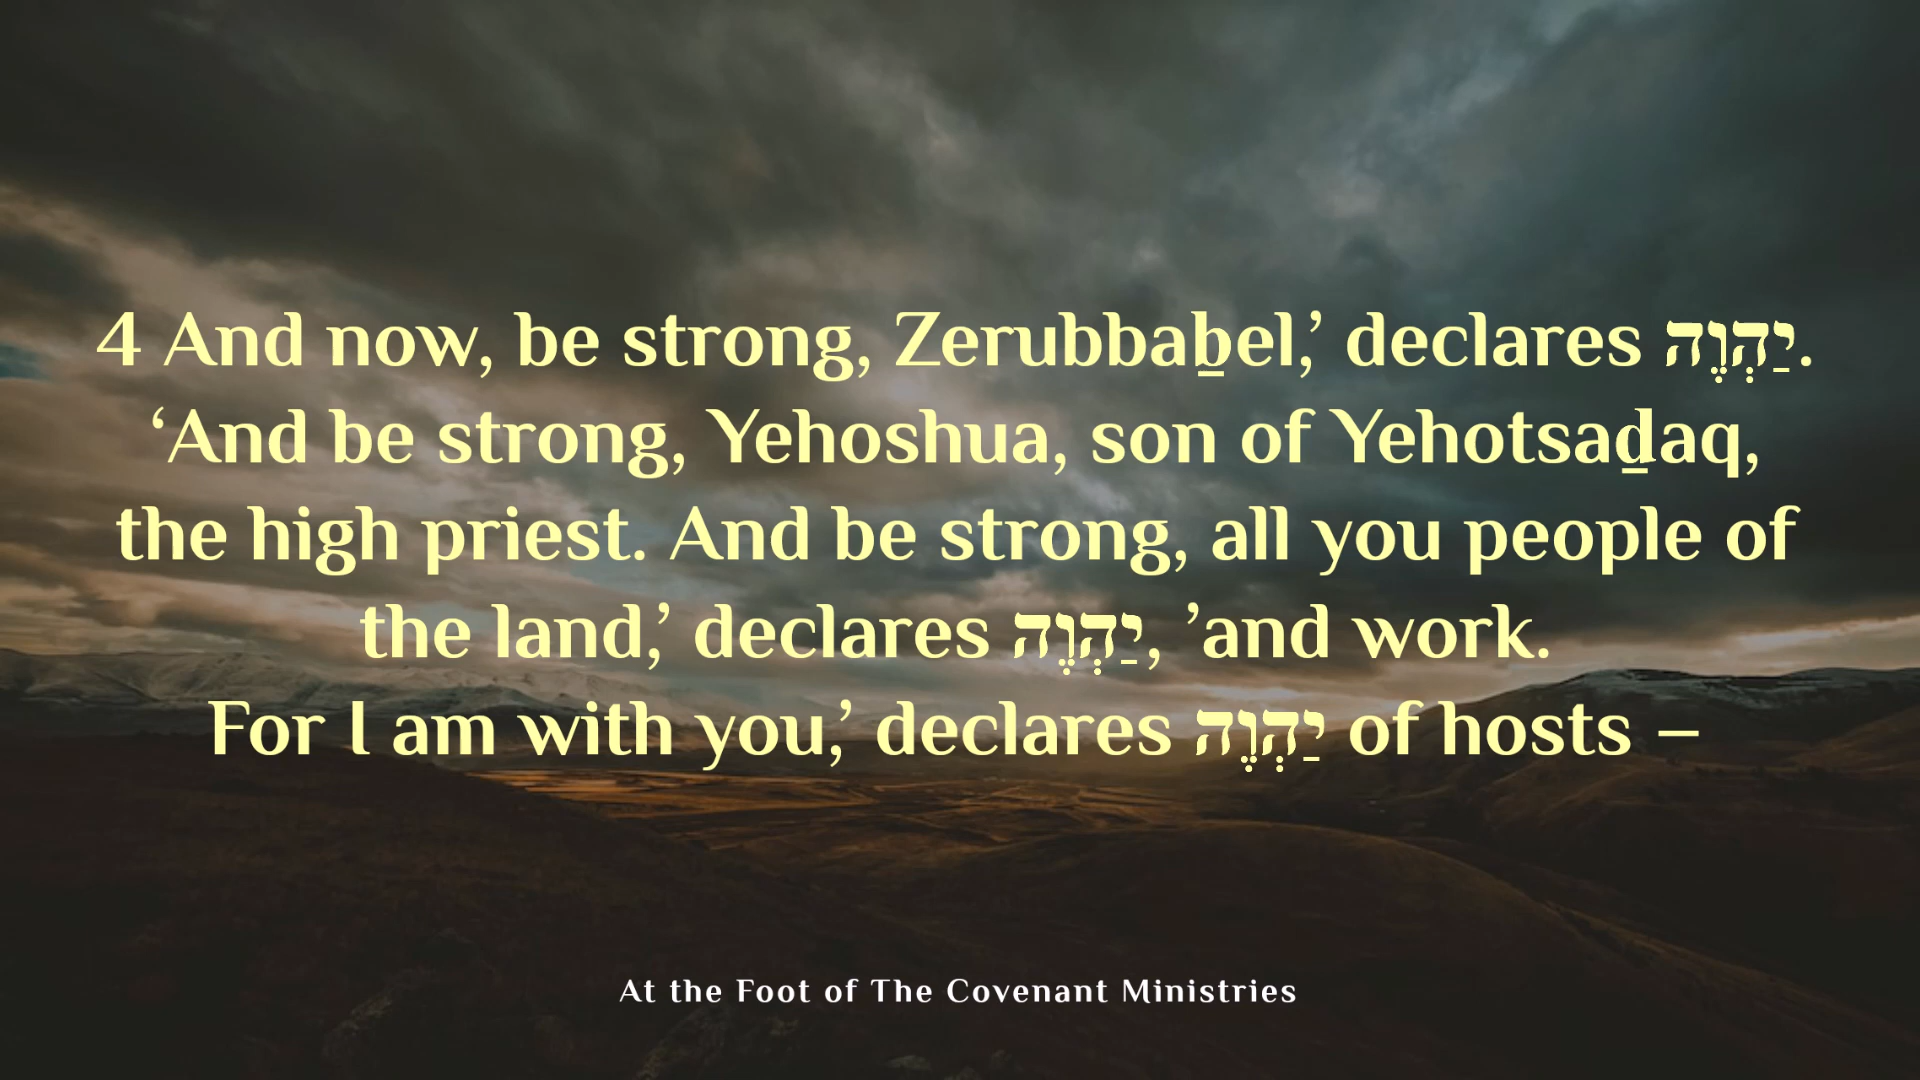 4 And now, be strong, Zerubbaḇel,’ declares יַהְוֶה.
‘And be strong, Yehoshua, son of Yehotsaḏaq,
the high priest. And be strong, all you people of
the land,’ declares יַהְוֶה, ’and work.
For I am with you,’ declares יַהְוֶה of hosts –
At the Foot of The Covenant Ministries